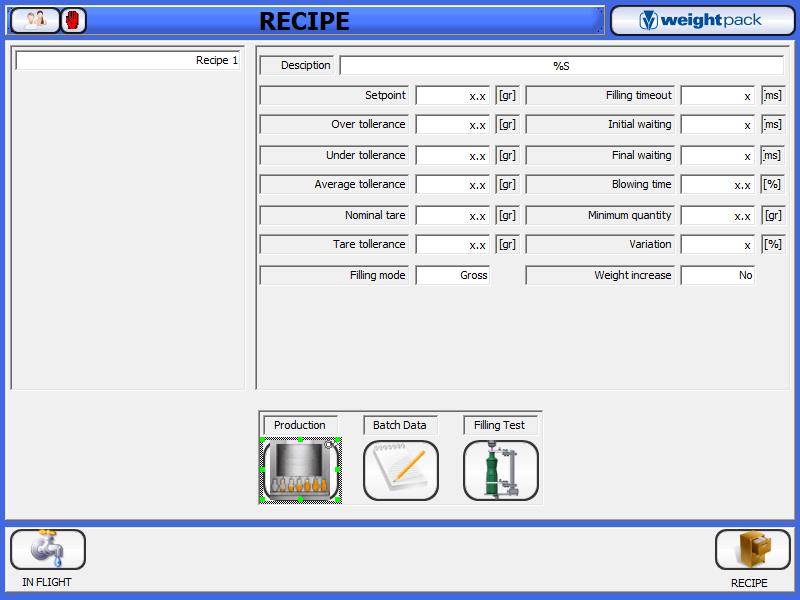 RECIPE
weightpack
Recipe 1
Desciption %S
Setpoint x.x [gr] Filling timeout x [ms]
Over tollerance x.x [gr] Initial waiting x [ms]
Under tollerance x.x [gr] Final waiting x [ms]
Average tollerance x.x [gr] Blowing time x.x [%]
Nominal tare x.x [gr] Minimum quantity x.x [gr]
Tare tollerance x.x [gr] Variation x [%]
Filling mode Gross Weight increase No
Production Batch Data Filling Test
IN FLIGHT RECIPE